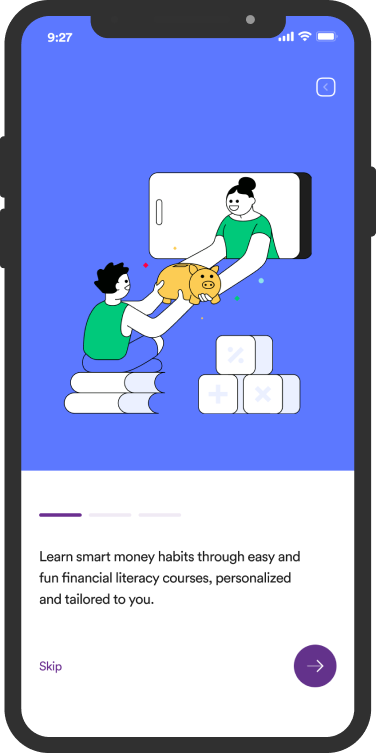 9:27
Learn smart money habits through easy and
fun financial literacy courses, personalized
and tailored to you.
Skip